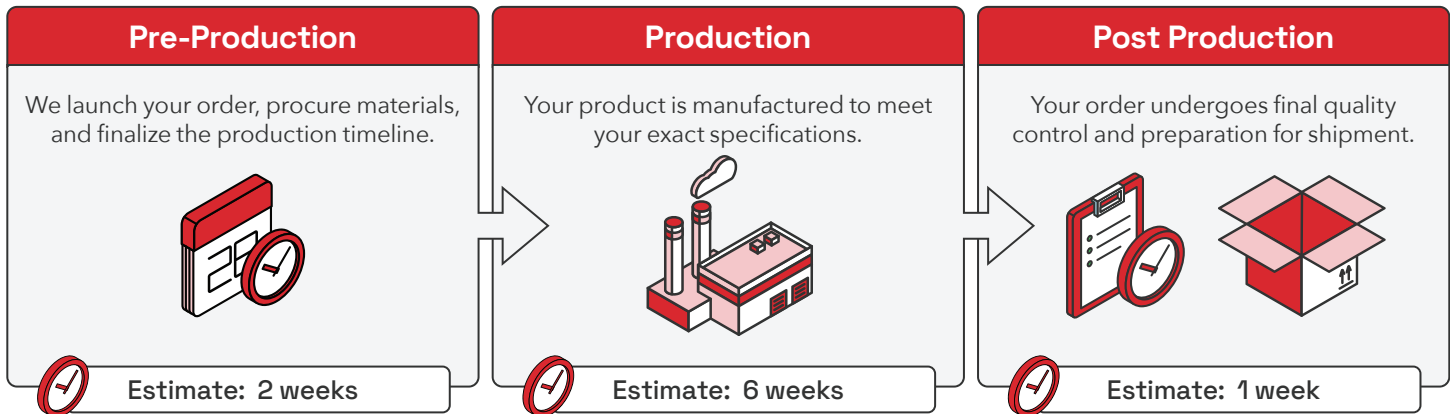 Pre-Production
We launch your order, procure materials,
and finalize the production timeline.
Estimate: 2 weeks
Production
Your product is manufactured to meet
your exact specifications.
Estimate: 6 weeks
Post Production
Your order undergoes final quality
control and preparation for shipment.
Estimate: 1 week